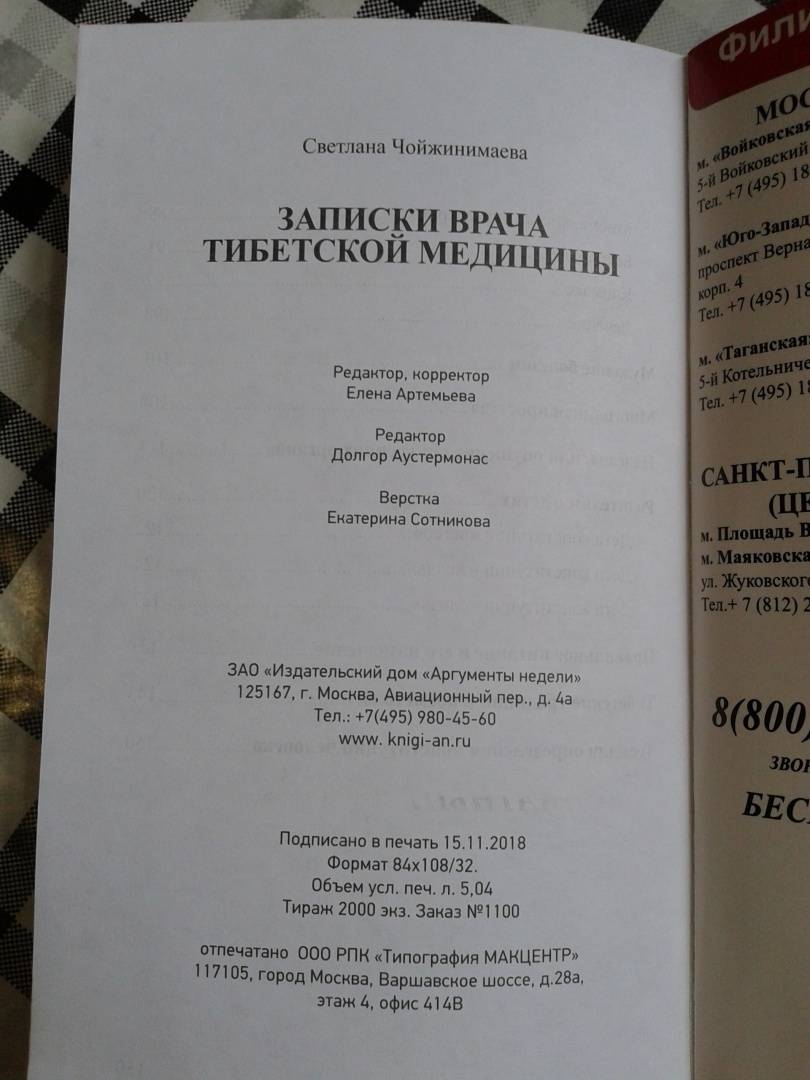 Светлана Чойжинимаева
ЗАПИСКИ ВРАЧА
ТИБЕТСКОЙ МЕДИЦИНЫ
Редактор, корректор
Елена Артемьева
Редактор
Долгор Аустермонас
Верстка
Екатерина Сотникова
ЗАО «Издательский дом «Аргументы недели»
125167, г. Москва, Авиационный пер., д. 4а
Тел.: +7(495) 980-45-60
www. knigi-an.ru
Подписано в печать 15.11.2018
Формат 84х108/32.
Объем усл. печ. л. 5,04
Тираж 2000 экз. Заказ №1100
отпечатано ООО РПК «Типография МАКЦЕНТР»
117105, город Москва, Варшавское шоссе, д.28а,
этаж 4, офис 414В
м. «Войковская
5-й Войковский
Тел. +7 (495) 18
м. «Юго-Запад
проспект Верна
корп. 4
Тел. +7 (495) 18
м. «Таганская»
5-й Котельниче
Тел. +7 (495) 18
САНКТ-П
(ЦЕ
м. Площадь В
м. Маяковска
ул. Жуковского
Тел.+ 7 (812) 2
8(800)
ЗВОН
БЕС